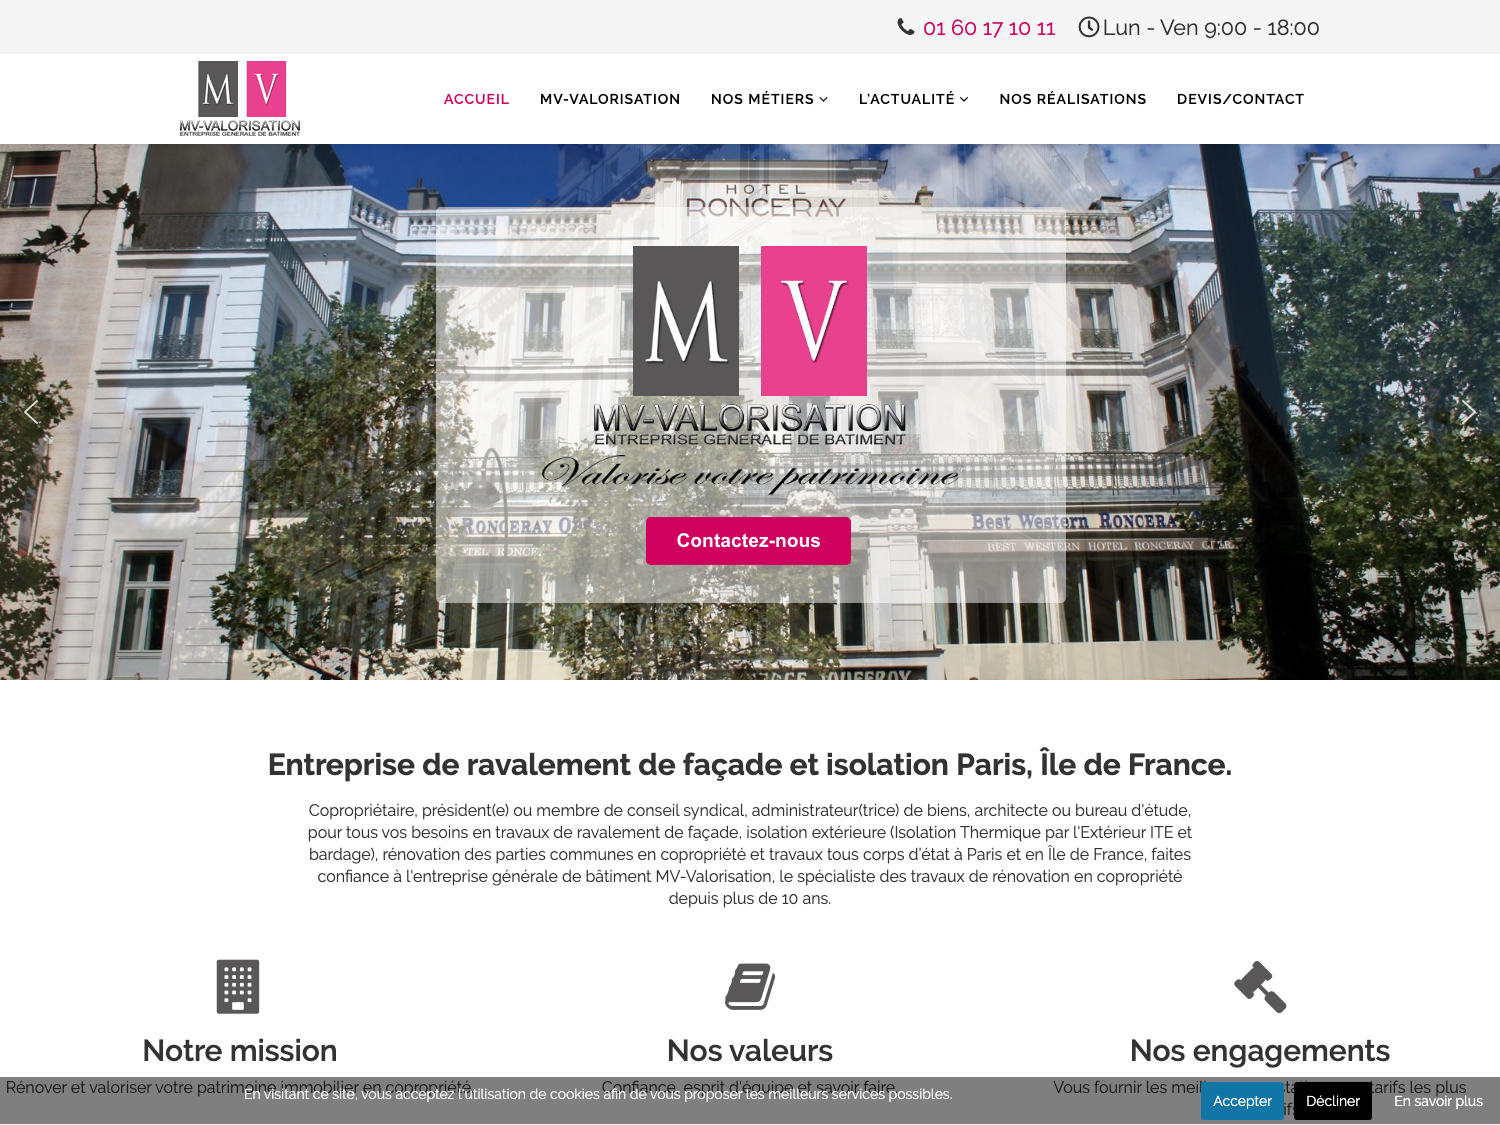 01 60 17 10 11 Lun - Ven 9:00 - 18:00
M V
MV-VALORISATION
ENTREPRISE GENERALE DE BATIMENT
ACCUEIL MV-VALORISATION NOS MÉTIERS L'ACTUALITÉ NOS RÉALISATIONS DEVIS/CONTACT
HOTEL
RONCERAY
M V
MV-VALORISATION
ENTREPRISE GENERALE DE BATIMENT
Valorise votre patrimoine
RONCERAY
Best Western
BEST WESTERN HOTEL RONCERAY
Contactez-nous
Entreprise de ravalement de façade et isolation Paris, Île de France.
Copropriétaire, président(e) ou membre de conseil syndical, administrateur(trice) de biens, architecte ou bureau d'étude,
pour tous vos besoins en travaux de ravalement de façade, isolation extérieure (Isolation Thermique par l'Extérieur ITE et
bardage), rénovation des parties communes en copropriété et travaux tous corps d'état à Paris et en Île de France, faites
confiance à l'entreprise générale de bâtiment MV-Valorisation, le spécialiste des travaux de rénovation en copropriété
depuis plus de 10 ans.
Notre mission
Rénover et valoriser votre patrimoine immobilier en copropriété
Nos valeurs
Confiance, esprit d'équipe et savoir faire
Nos engagements
Vous fournir les tarifs les plus
En visitant ce site, vous acceptez l'utilisation de cookies afin de vous proposer les meilleurs services possibles.
Accepter Décliner En savoir plus